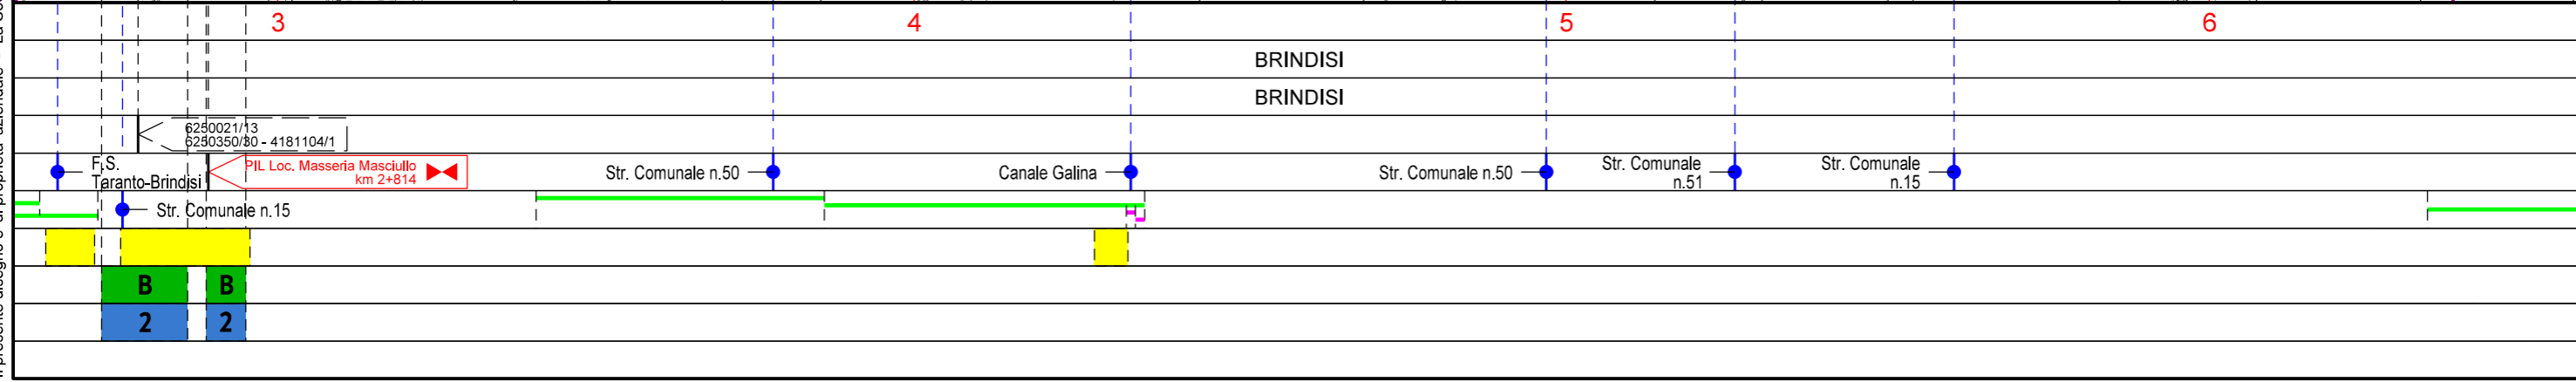 3 4 5 6
BRINDISI
BRINDISI
6250021/13
6250350/30 - 4181104/1
F.S.
Taranto-Brindisi
PIL Loc. Masseria Masciullo
km 2+814
Str. Comunale n.50
Canale Galina
Str. Comunale n.50
Str. Comunale
n.51
Str. Comunale
n.15
Str. Comunale n.15
B B
2 2